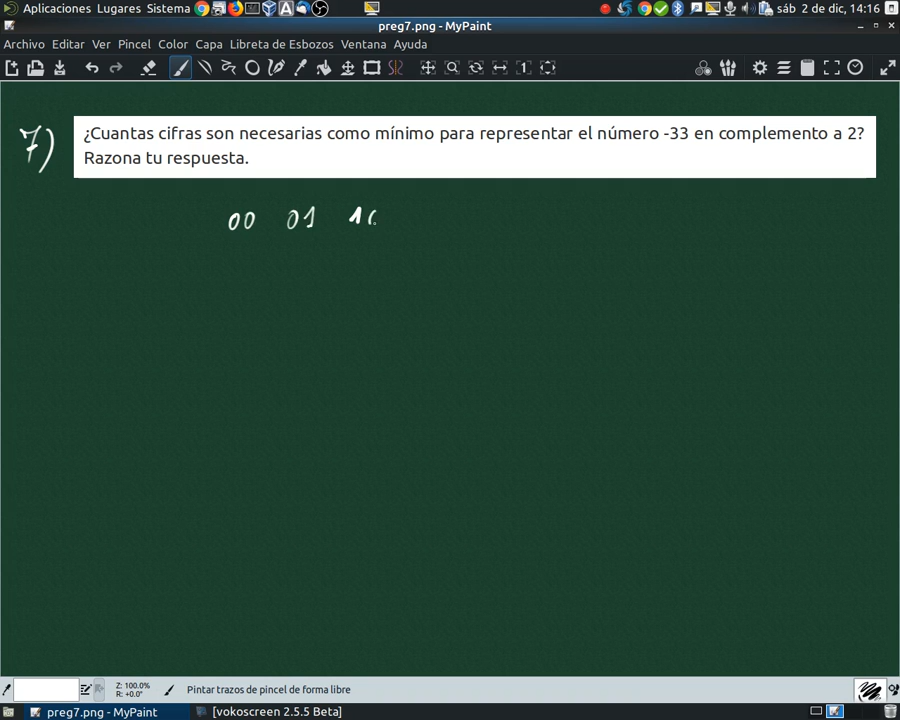 Aplicaciones Lugares Sistema sáb 2 de dic, 14:16
preg7.png - MyPaint
Archivo Editar Ver Pincel Color Capa Libreta de Esbozos Ventana Ayuda
7) ¿Cuantas cifras son necesarias como mínimo para representar el número -33 en complemento a 2?
Razona tu respuesta.
00 01 1
Z: 100.0%
R: +0.0° Pintar trazos de pincel de forma libre
preg7.png - MyPaint [vokoscreen 2.5.5 Beta]